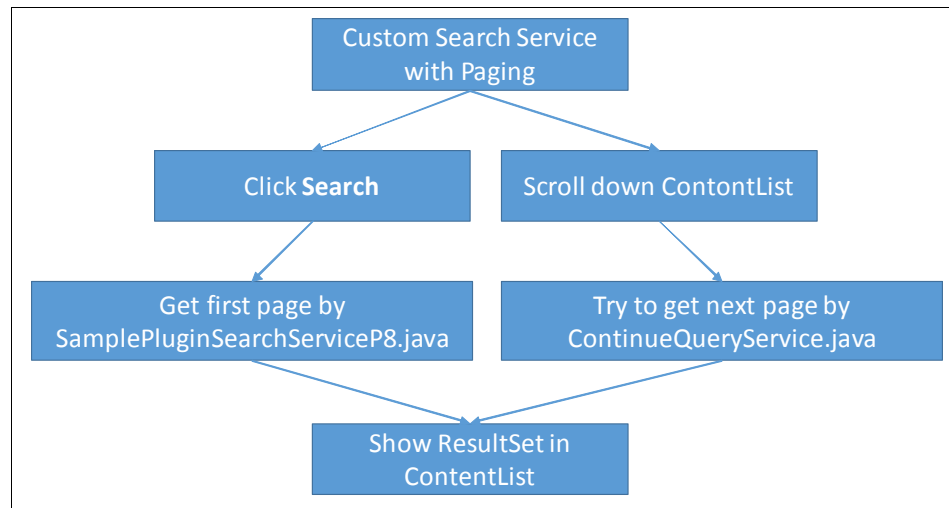 Custom Search Service
with Paging
Click Search
Scroll down ContontList
Get first page by
SamplePluginSearchServiceP8.java
Try to get next page by
ContinueQueryService.java
Show ResultSet in
ContentList